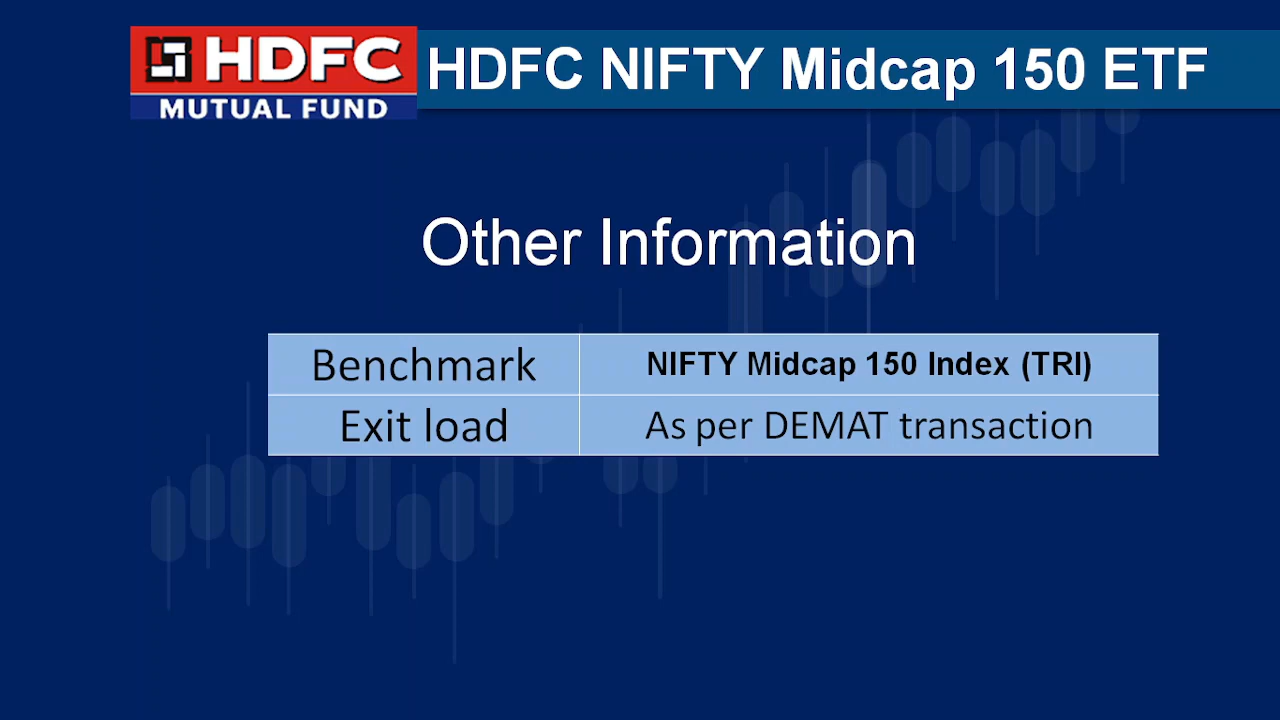 HDFC
MUTUAL FUND
HDFC NIFTY Midcap 150 ETF
Other Information
Benchmark NIFTY Midcap 150 Index (TRI)
Exit load As per DEMAT transaction